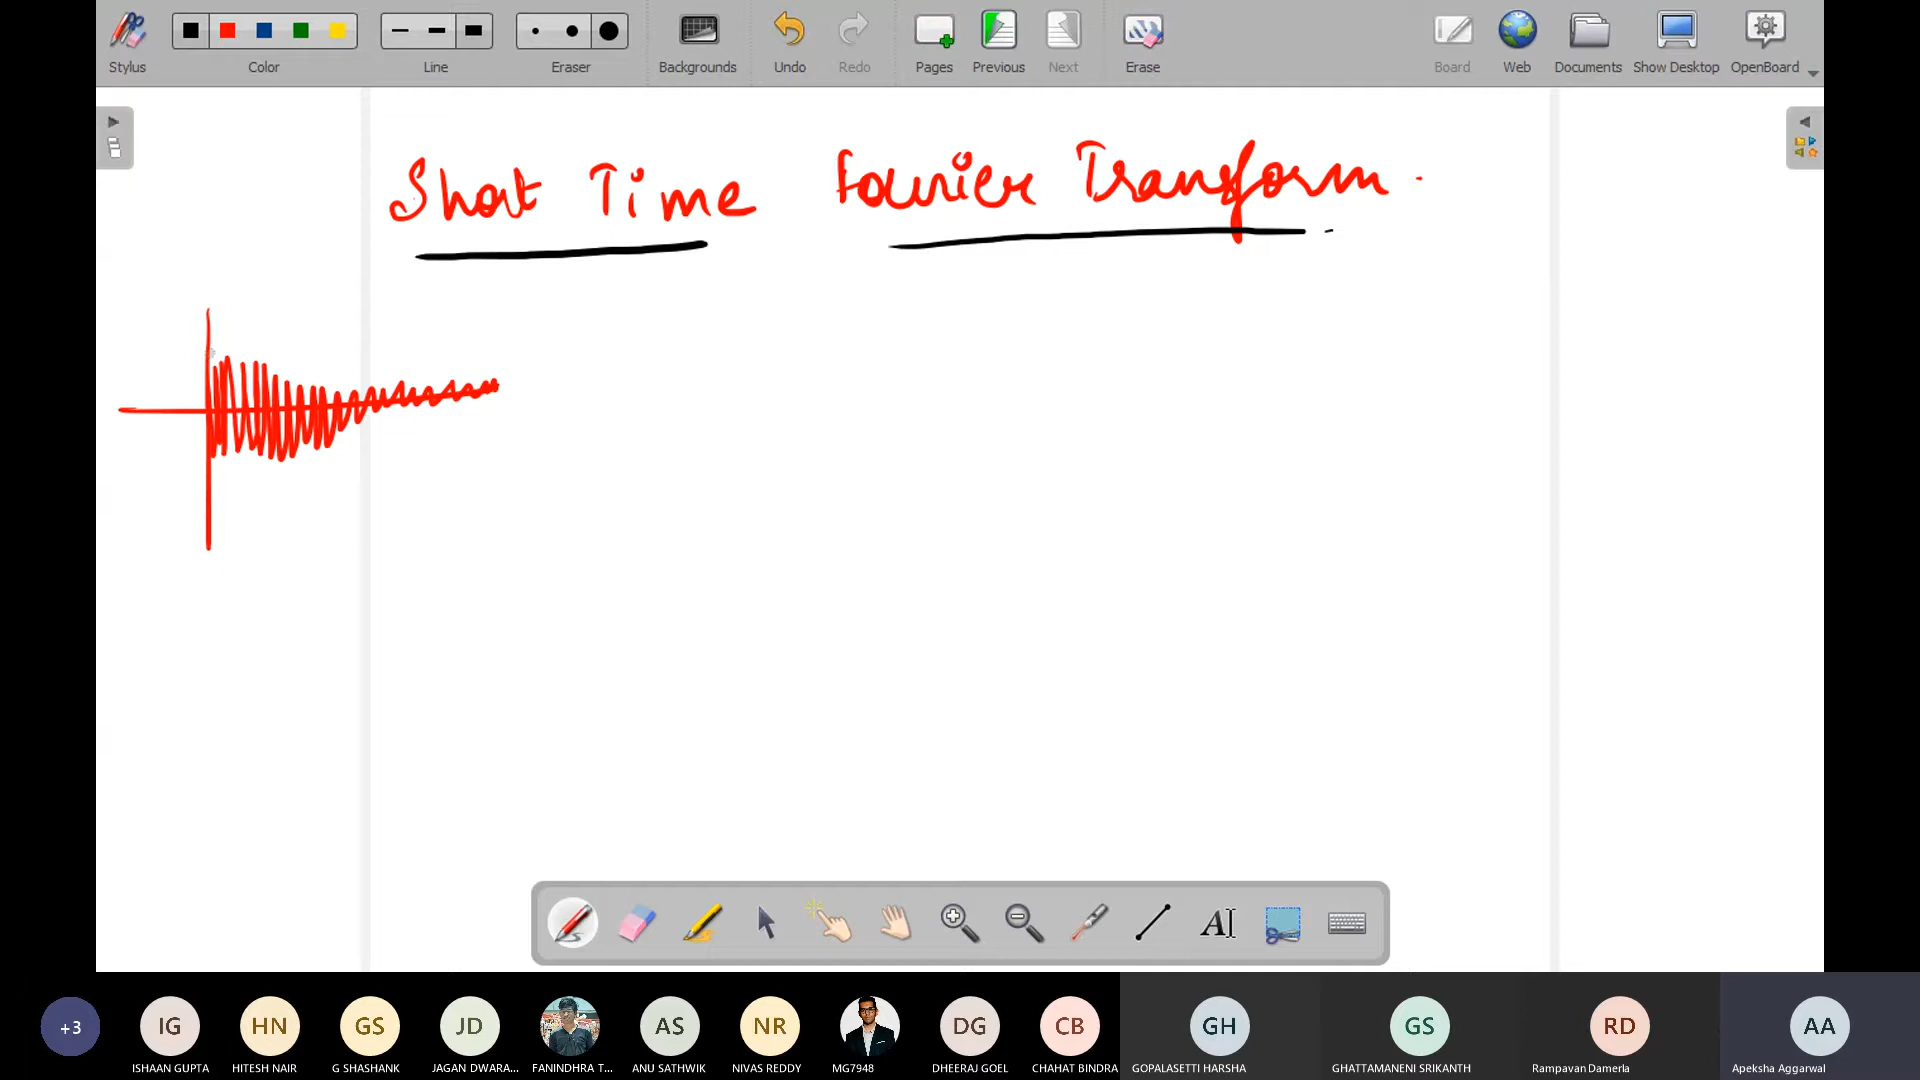 Stylus
Color
Line
Eraser
Backgrounds
Undo
Redo
Pages
Previous
Next
Erase
Board
Web
Documents
Show Desktop
OpenBoard
Short Time Fourier Transform.
+3
IG
HN
GS
JD
AS
NR
DG
CB
GH
GS
RD
AA
ISHAAN GUPTA
HITESH NAIR
G SHASHANK
JAGAN DWARA...
FANINDHRA T...
ANU SATHWIK
NIVAS REDDY
MG7948
DHEERAJ GOEL
CHAHAT BINDRA
GOPALASETTI HARSHA
GHATTAMANENI SRIKANTH
Rampavan Damerla
Apeksha Aggarwal